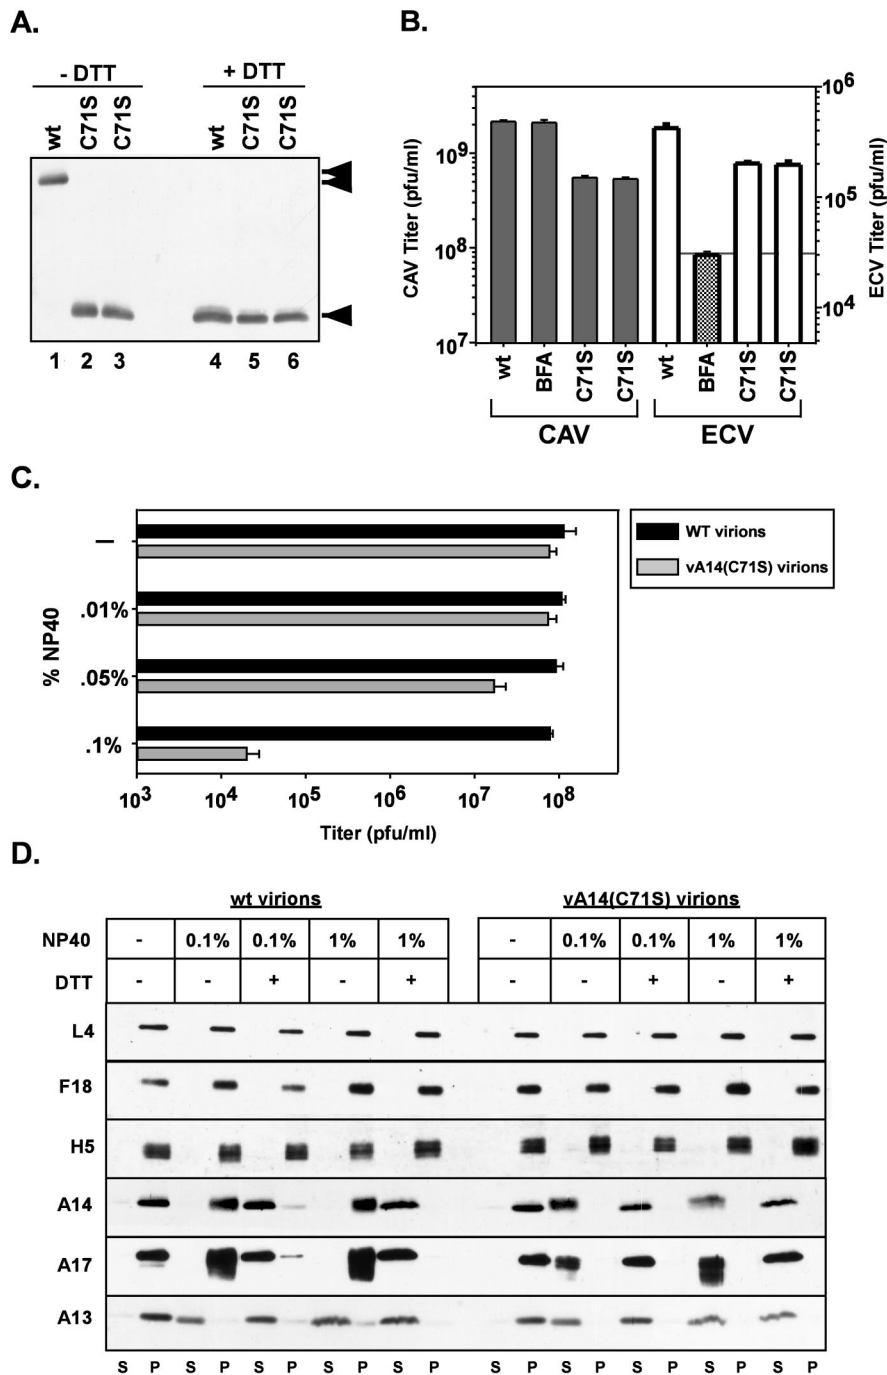 A.
- DTT
+ DTT
wt C71S C71S wt C71S C71S
1 2 3 4 5 6
B.
CAV Titer (pfu/ml)
10^9
10^8
10^7
ECV Titer (pfu/ml)
10^6
10^5
10^4
wt BFA C71S C71S wt BFA C71S C71S
CAV ECV
C.
% NP40
—
.01%
.05%
.1%
10^3 10^4 10^5 10^6 10^7 10^8
Titer (pfu/ml)
WT virions
vA14(C71S) virions
D.
wt virions vA14(C71S) virions
NP40 - 0.1% 0.1% 1% 1% - 0.1% 0.1% 1% 1%
DTT - - + - + - - + - +
L4
F18
H5
A14
A17
A13
S P S P S P S P S P S P S P S P S P S P